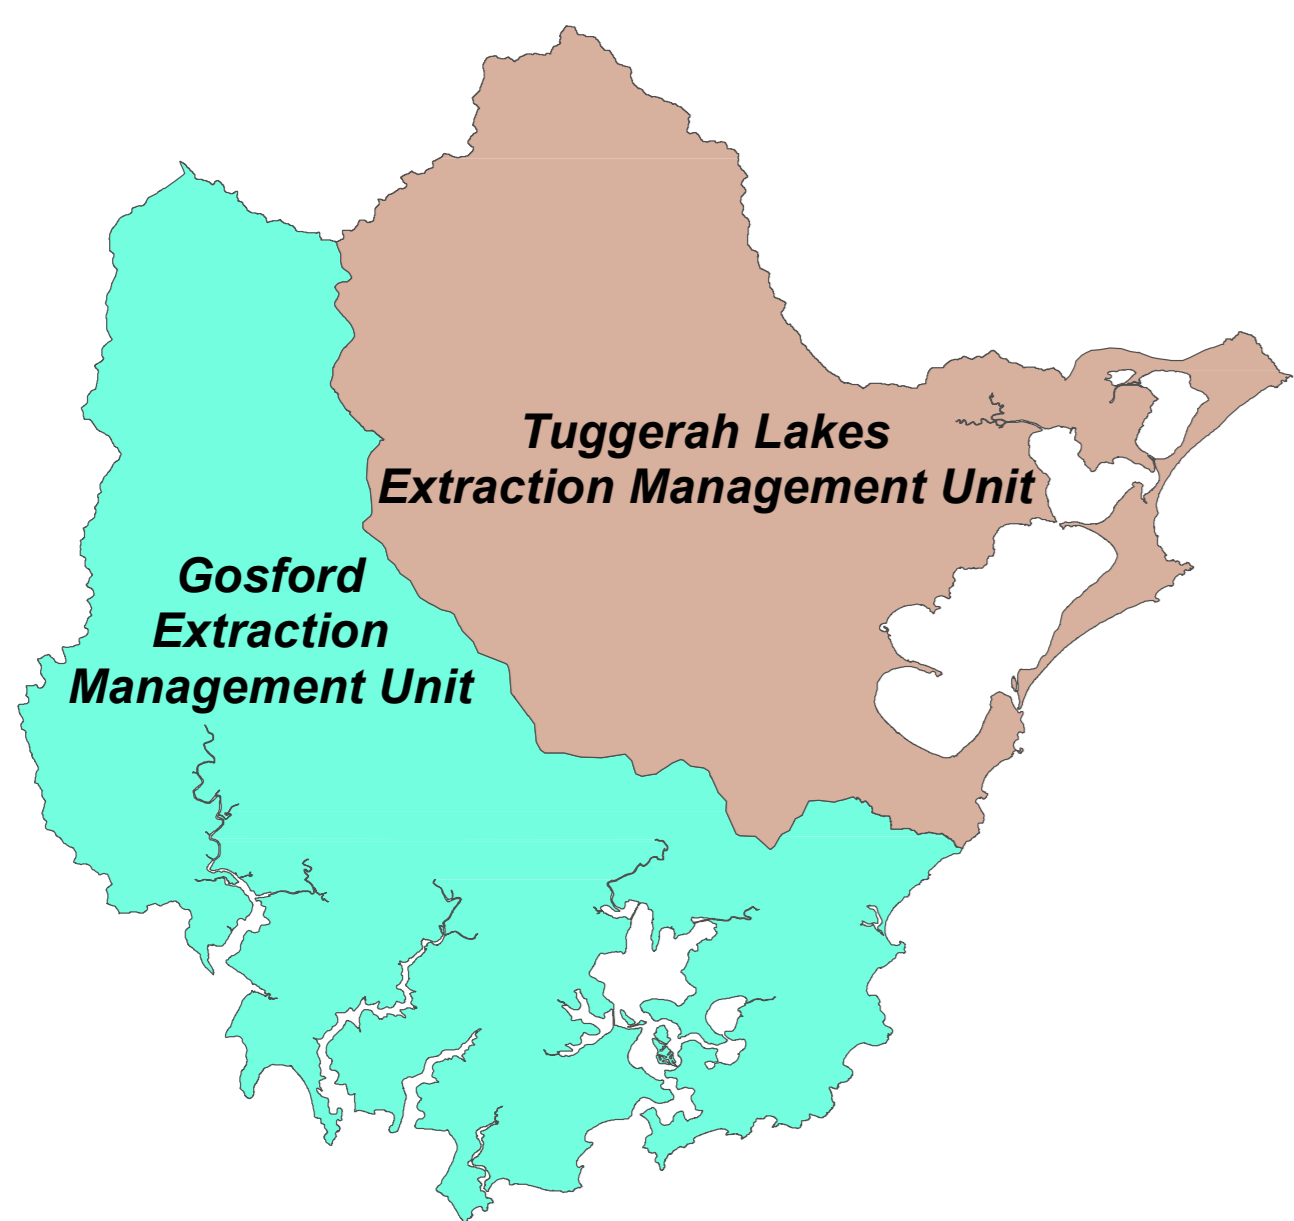 Tuggerah Lakes
Extraction Management Unit
Gosford
Extraction
Management Unit